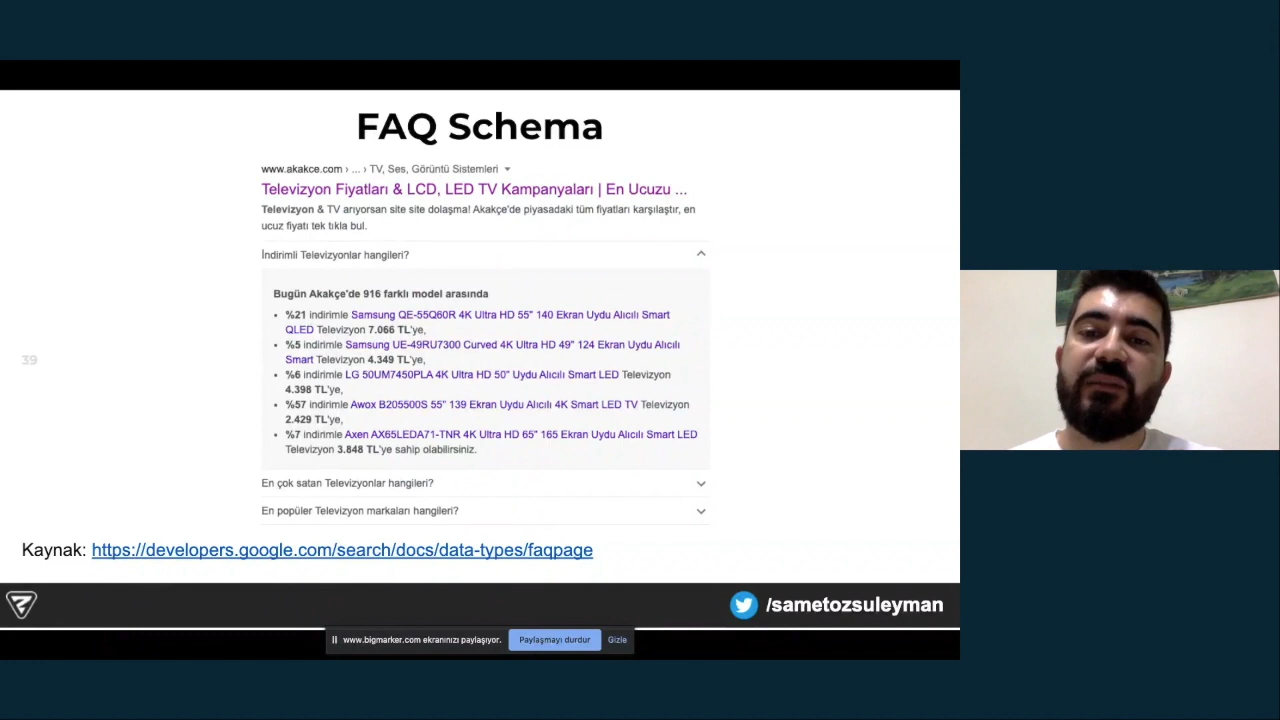 FAQ Schema
www.akakce.com › ... › TV, Ses, Görüntü Sistemleri
Televizyon Fiyatları & LCD, LED TV Kampanyaları | En Ucuzu ...
Televizyon & TV arıyorsan site site dolaşma! Akakçe'de piyasadaki tüm fiyatları karşılaştır, en
ucuz fiyatı tek tıkla bul.
İndirimli Televizyonlar hangileri?
Bugün Akakçe'de 916 farklı model arasında
• %21 indirimle Samsung QE-55Q60R 4K Ultra HD 55" 140 Ekran Uydu Alıcılı Smart
QLED Televizyon 7.066 TL'ye,
• %5 indirimle Samsung UE-49RU7300 Curved 4K Ultra HD 49" 124 Ekran Uydu Alıcılı
Smart Televizyon 4.349 TL'ye,
• %6 indirimle LG 50UM7450PLA 4K Ultra HD 50" Uydu Alıcılı Smart LED Televizyon
4.398 TL'ye,
• %57 indirimle Awox B205500S 55" 139 Ekran Uydu Alıcılı 4K Smart LED TV Televizyon
2.429 TL'ye,
• %7 indirimle Axen AX65LEDA71-TNR 4K Ultra HD 65" 165 Ekran Uydu Alıcılı Smart LED
Televizyon 3.848 TL'ye sahip olabilirsiniz.
39
En çok satan Televizyonlar hangileri?
En popüler Televizyon markaları hangileri?
Kaynak: https://developers.google.com/search/docs/data-types/faqpage
/sametozsuleyman
www.bigmarker.com ekranınızı paylaşıyor. Paylaşmayı durdur Gizle